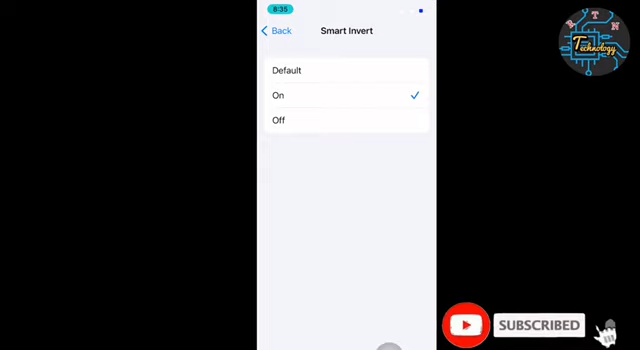 8:35
Back
Smart Invert
Default
On
Off
R T N
Technology
SUBSCRIBED